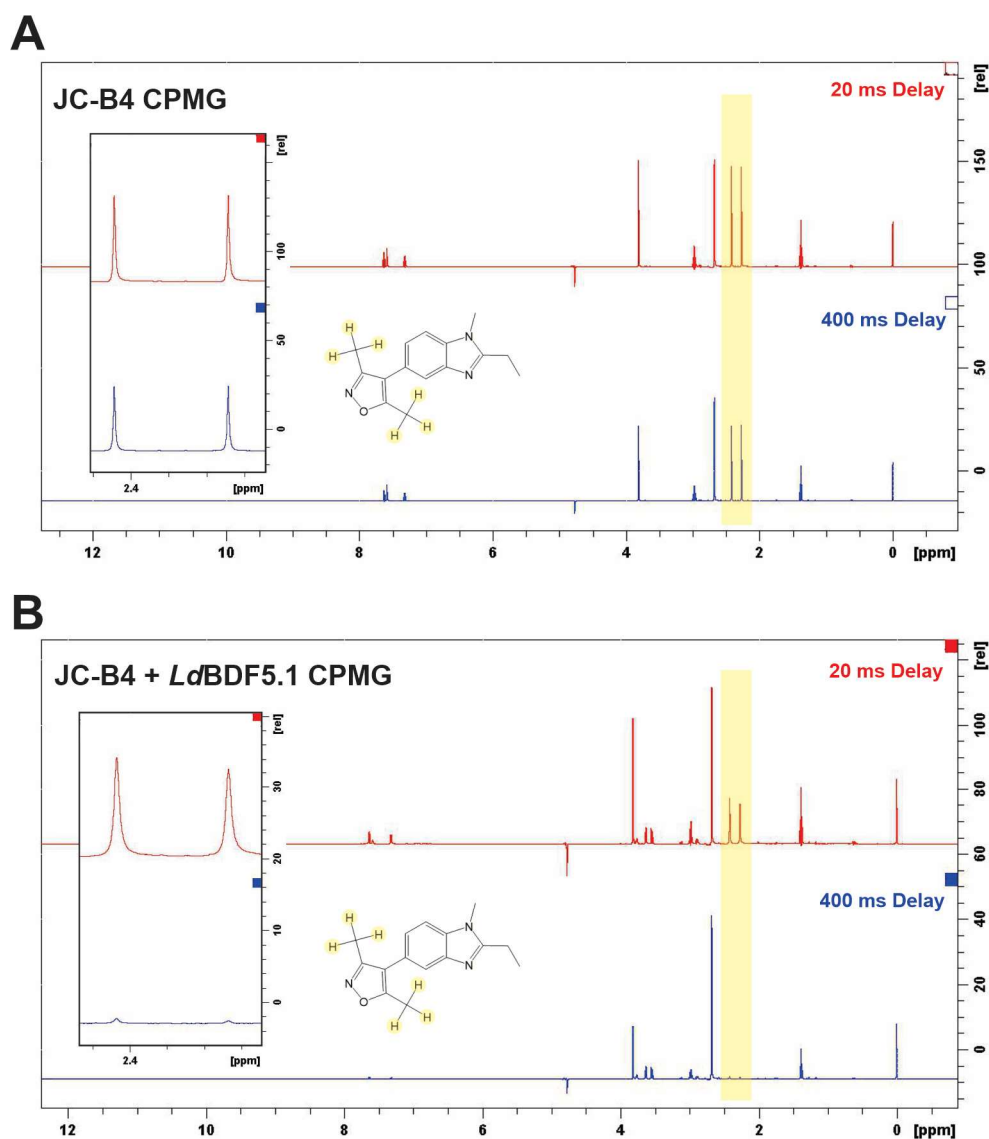 A
JC-B4 CPMG
20 ms Delay
[rel]
150
100
50
0
400 ms Delay
[rel]
100
50
0
2.4 [ppm]
H
H H
N
N
N
O
H
H H
12 10 8 6 4 2 0 [ppm]
B
JC-B4 + LdBDF5.1 CPMG
20 ms Delay
[rel]
100
80
60
40
20
0
400 ms Delay
[rel]
30
20
10
0
2.4 [ppm]
H
H H
N
N
N
O
H
H H
12 10 8 6 4 2 0 [ppm]